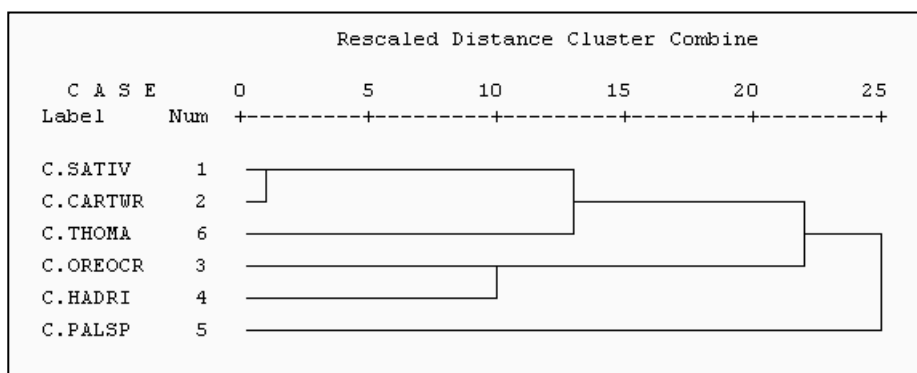 Rescaled Distance Cluster Combine
C A S E 0 5 10 15 20 25
Label Num +---------+---------+---------+---------+---------+
C.SATIV 1
C.CARTWR 2
C.THOMA 6
C.OREOCR 3
C.HADRI 4
C.PALSP 5